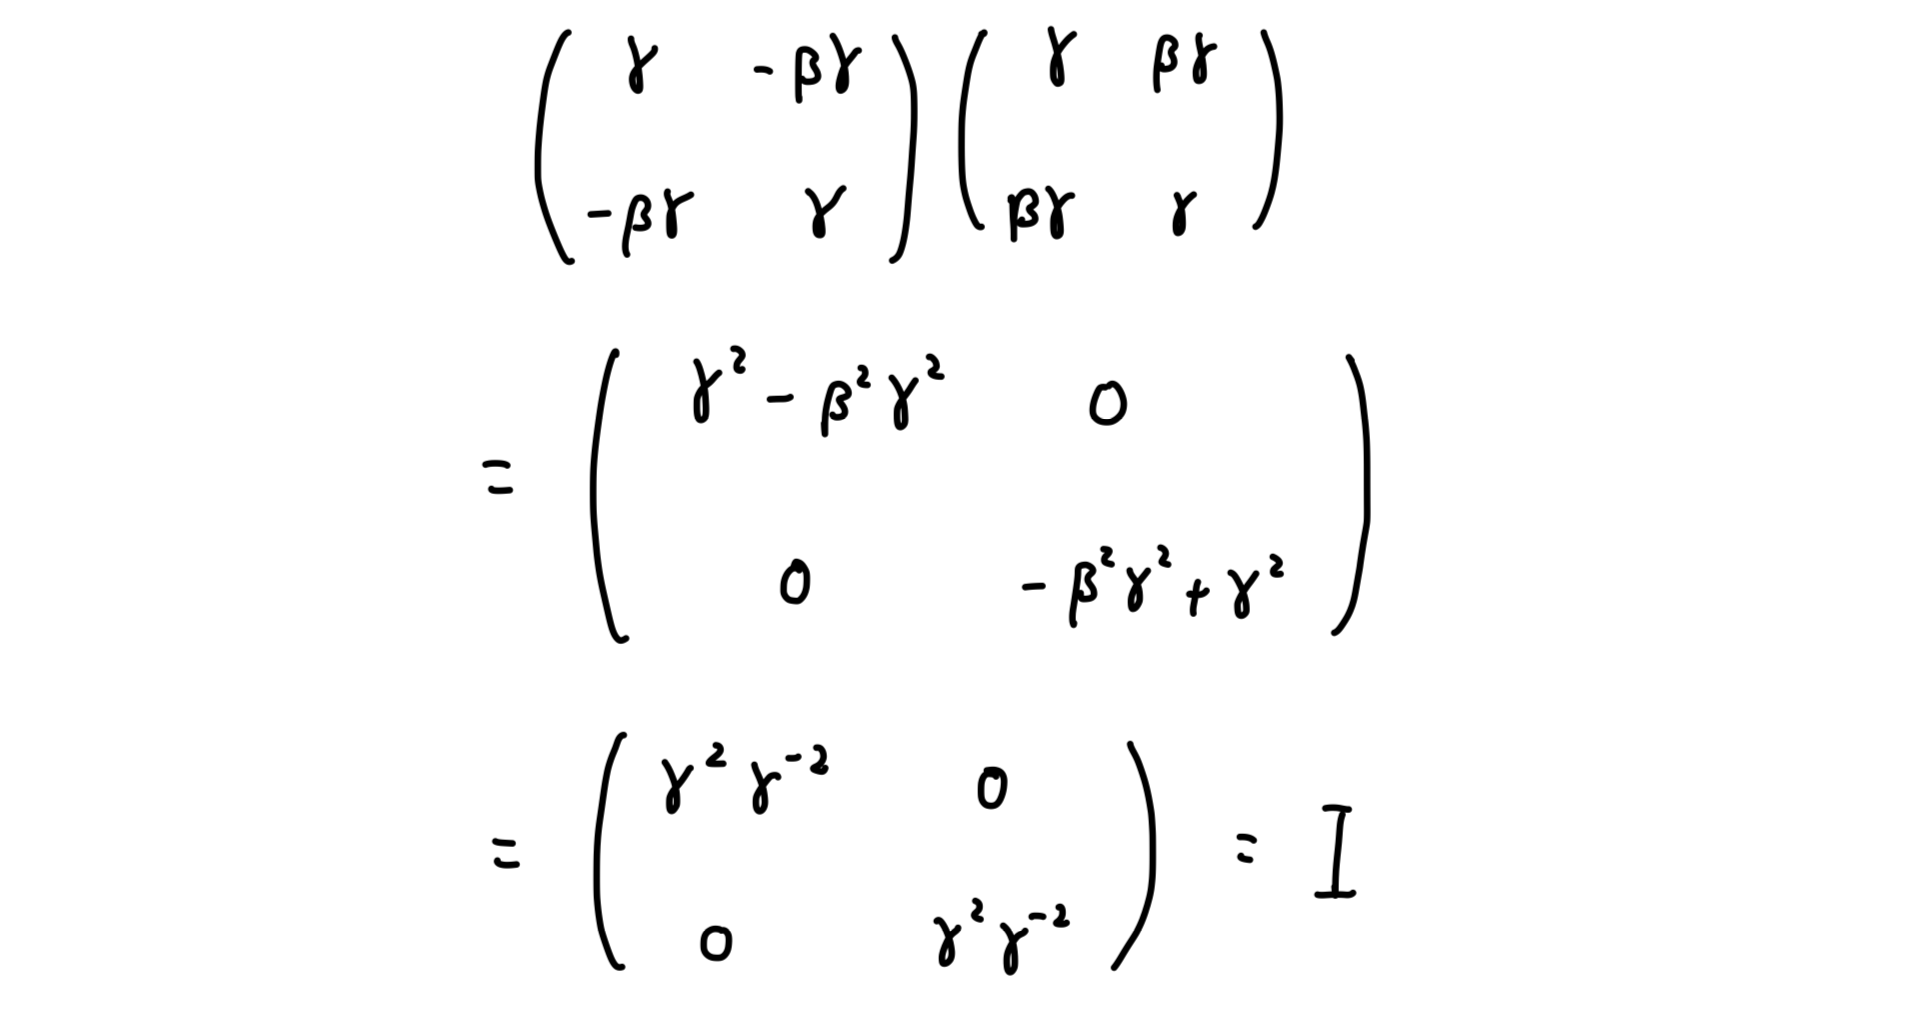 $\begin{pmatrix} \gamma & -\beta\gamma \\ -\beta\gamma & \gamma \end{pmatrix} \begin{pmatrix} \gamma & \beta\gamma \\ \beta\gamma & \gamma \end{pmatrix}$
$= \begin{pmatrix} \gamma^2 - \beta^2\gamma^2 & 0 \\ 0 & -\beta^2\gamma^2 + \gamma^2 \end{pmatrix}$
$= \begin{pmatrix} \gamma^2\gamma^{-2} & 0 \\ 0 & \gamma^2\gamma^{-2} \end{pmatrix} = I$